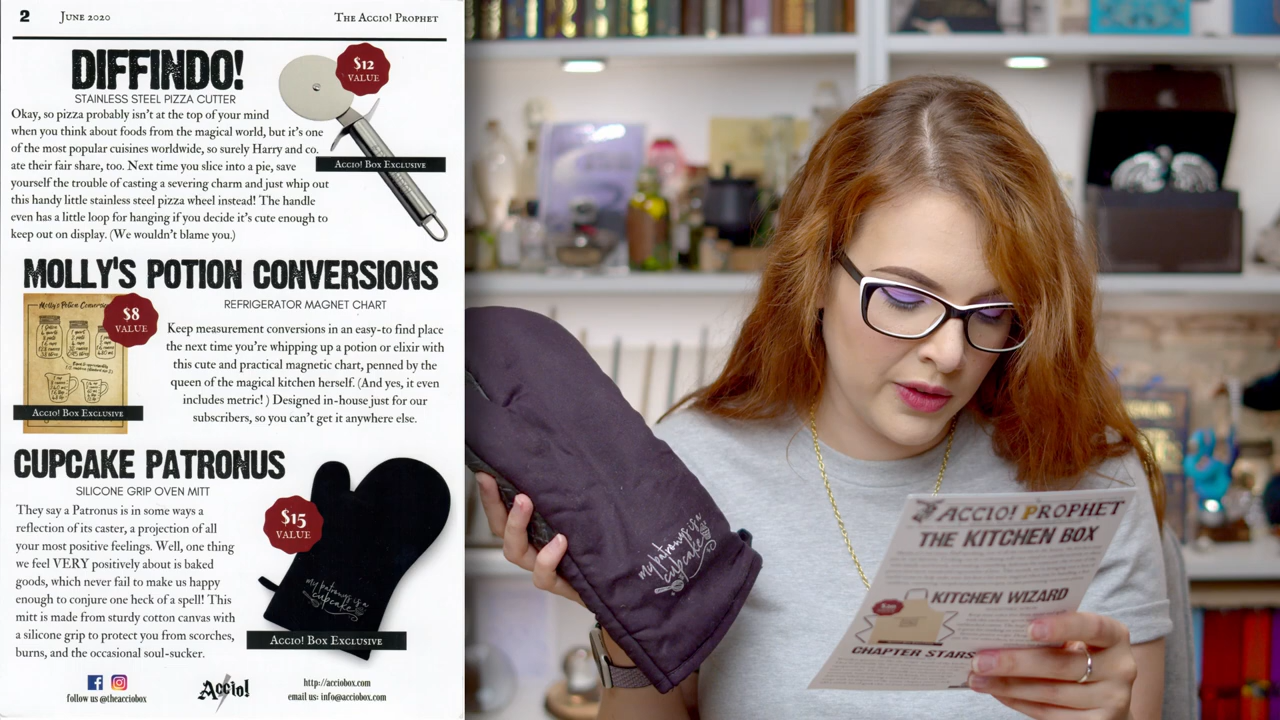 2
June 2020
The Accio! Prophet
DIFFINDO!
STAINLESS STEEL PIZZA CUTTER
$12
VALUE
Accio! Box Exclusive
Okay, so pizza probably isn't at the top of your mind
when you think about foods from the magical world, but it's one
of the most popular cuisines worldwide, so surely Harry and co.
ate their fair share, too. Next time you slice into a pie, save
yourself the trouble of casting a severing charm and just whip out
this handy little stainless steel pizza wheel instead! The handle
even has a little loop for hanging if you decide it's cute enough to
keep out on display. (We wouldn't blame you.)
MOLLY'S POTION CONVERSIONS
REFRIGERATOR MAGNET CHART
Molly's Potion Conversions
$8
VALUE
Accio! Box Exclusive
Keep measurement conversions in an easy-to find place
the next time you're whipping up a potion or elixir with
this cute and practical magnetic chart, penned by the
queen of the magical kitchen herself. (And yes, it even
includes metric! ) Designed in-house just for our
subscribers, so you can't get it anywhere else.
CUPCAKE PATRONUS
SILICONE GRIP OVEN MITT
$15
VALUE
my patronus is a
cupcake
Accio! Box Exclusive
They say a Patronus is in some ways a
reflection of its caster, a projection of all
your most positive feelings. Well, one thing
we feel VERY positively about is baked
goods, which never fail to make us happy
enough to conjure one heck of a spell! This
mitt is made from sturdy cotton canvas with
a silicone grip to protect you from scorches,
burns, and the occasional soul-sucker.
follow us @theacciobox
Accio!
http://acciobox.com
email us: info@acciobox.com
my patronus is a
cupcake
ACCIO! PROPHET
THE KITCHEN BOX
KITCHEN WIZARD
CHAPTER STARS